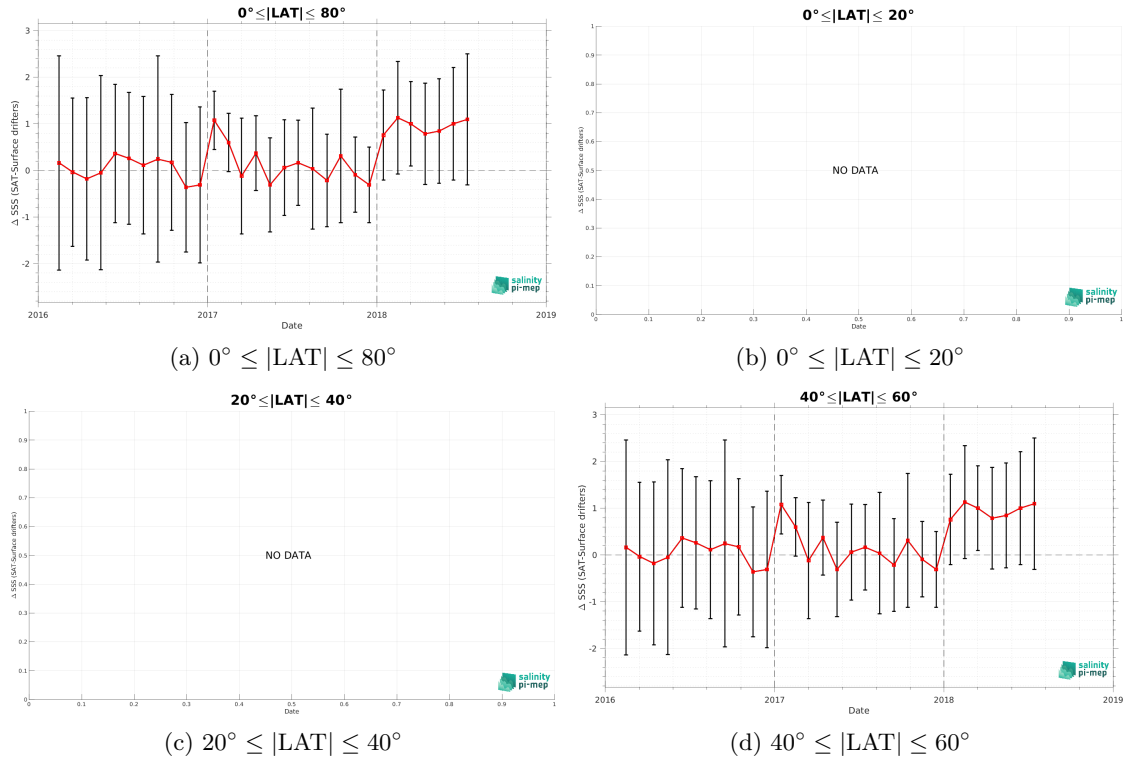 0°≤|LAT|≤ 80°
3
2
1
0
-1
-2
Δ SSS (SAT-Surface drifters)
salinity
pi-mep
2016 2017 2018 2019
Date
(a) 0° ≤ |LAT| ≤ 80°
0°≤|LAT|≤ 20°
1
0.9
0.8
0.7
0.6
0.5
0.4
0.3
0.2
0.1
0
Δ SSS (SAT-Surface drifters)
NO DATA
salinity
pi-mep
0 0.1 0.2 0.3 0.4 0.5 0.6 0.7 0.8 0.9 1
Date
(b) 0° ≤ |LAT| ≤ 20°
20°≤|LAT|≤ 40°
1
0.9
0.8
0.7
0.6
0.5
0.4
0.3
0.2
0.1
0
Δ SSS (SAT-Surface drifters)
NO DATA
salinity
pi-mep
0 0.1 0.2 0.3 0.4 0.5 0.6 0.7 0.8 0.9 1
Date
(c) 20° ≤ |LAT| ≤ 40°
40°≤|LAT|≤ 60°
3
2
1
0
-1
-2
Δ SSS (SAT-Surface drifters)
salinity
pi-mep
2016 2017 2018 2019
Date
(d) 40° ≤ |LAT| ≤ 60°